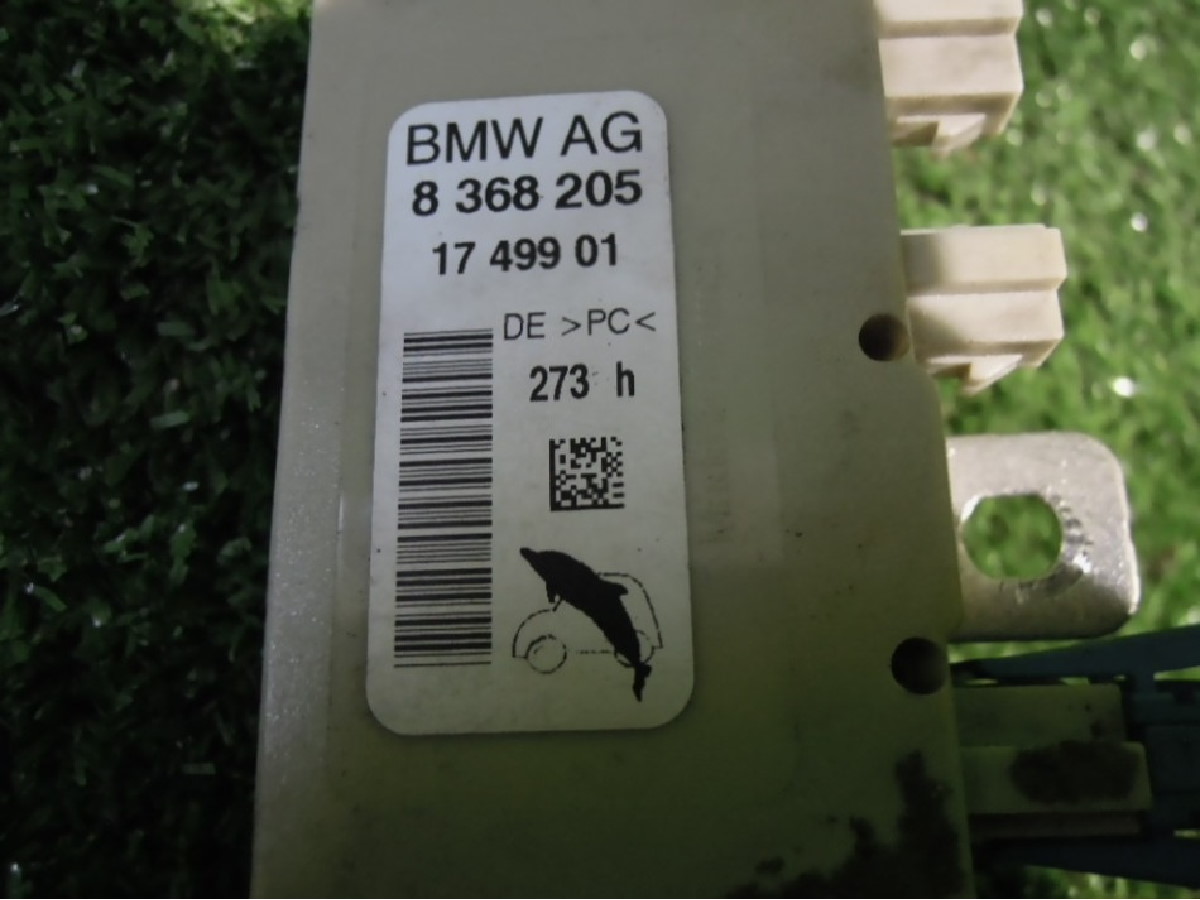 BMW AG
8 368 205
17 499 01
DE >PC<
273 h